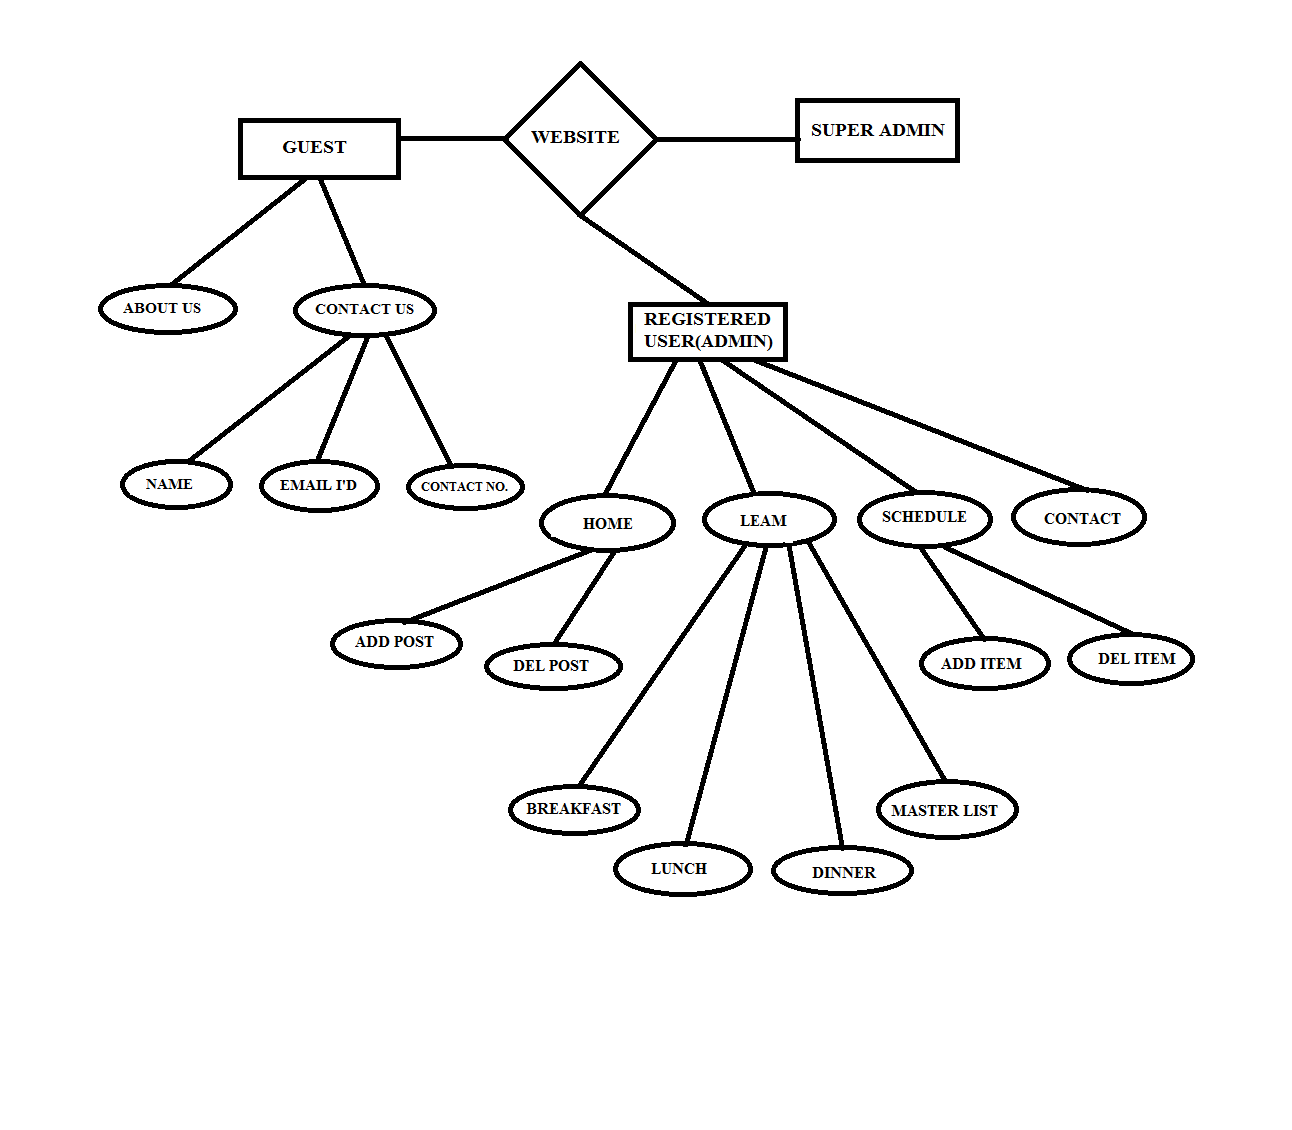 WEBSITE
SUPER ADMIN
GUEST
ABOUT US
CONTACT US
REGISTERED
USER(ADMIN)
NAME
EMAIL I'D
CONTACT NO.
HOME
LEAM
SCHEDULE
CONTACT
ADD POST
DEL POST
ADD ITEM
DEL ITEM
BREAKFAST
MASTER LIST
LUNCH
DINNER